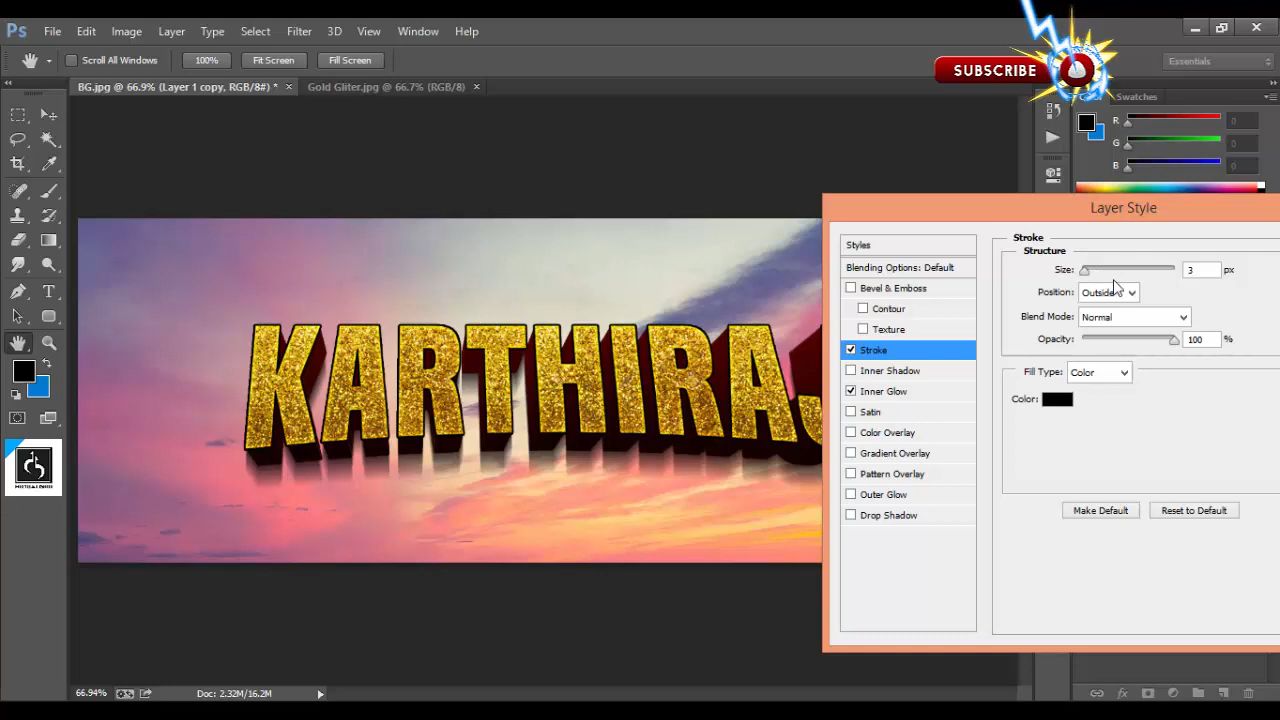 Ps File Edit Image Layer Type Select Filter 3D View Window Help
Scroll All Windows 100% Fit Screen Fill Screen
SUBSCRIBE
Essentials
BG.jpg @ 66.9% (Layer 1 copy, RGB/8#) *
Gold Gliter.jpg @ 66.7% (RGB/8)
Color Swatches
R 0
G 0
B 0
Layer Style
Styles
Blending Options: Default
Bevel & Emboss
Contour
Texture
Stroke
Inner Shadow
Inner Glow
Satin
Color Overlay
Gradient Overlay
Pattern Overlay
Outer Glow
Drop Shadow
Stroke
Structure
Size: 3 px
Position: Outside
Blend Mode: Normal
Opacity: 100 %
Fill Type: Color
Color:
Make Default Reset to Default
KARTHIRA
T
66.94% Doc: 2.32M/16.2M
fx